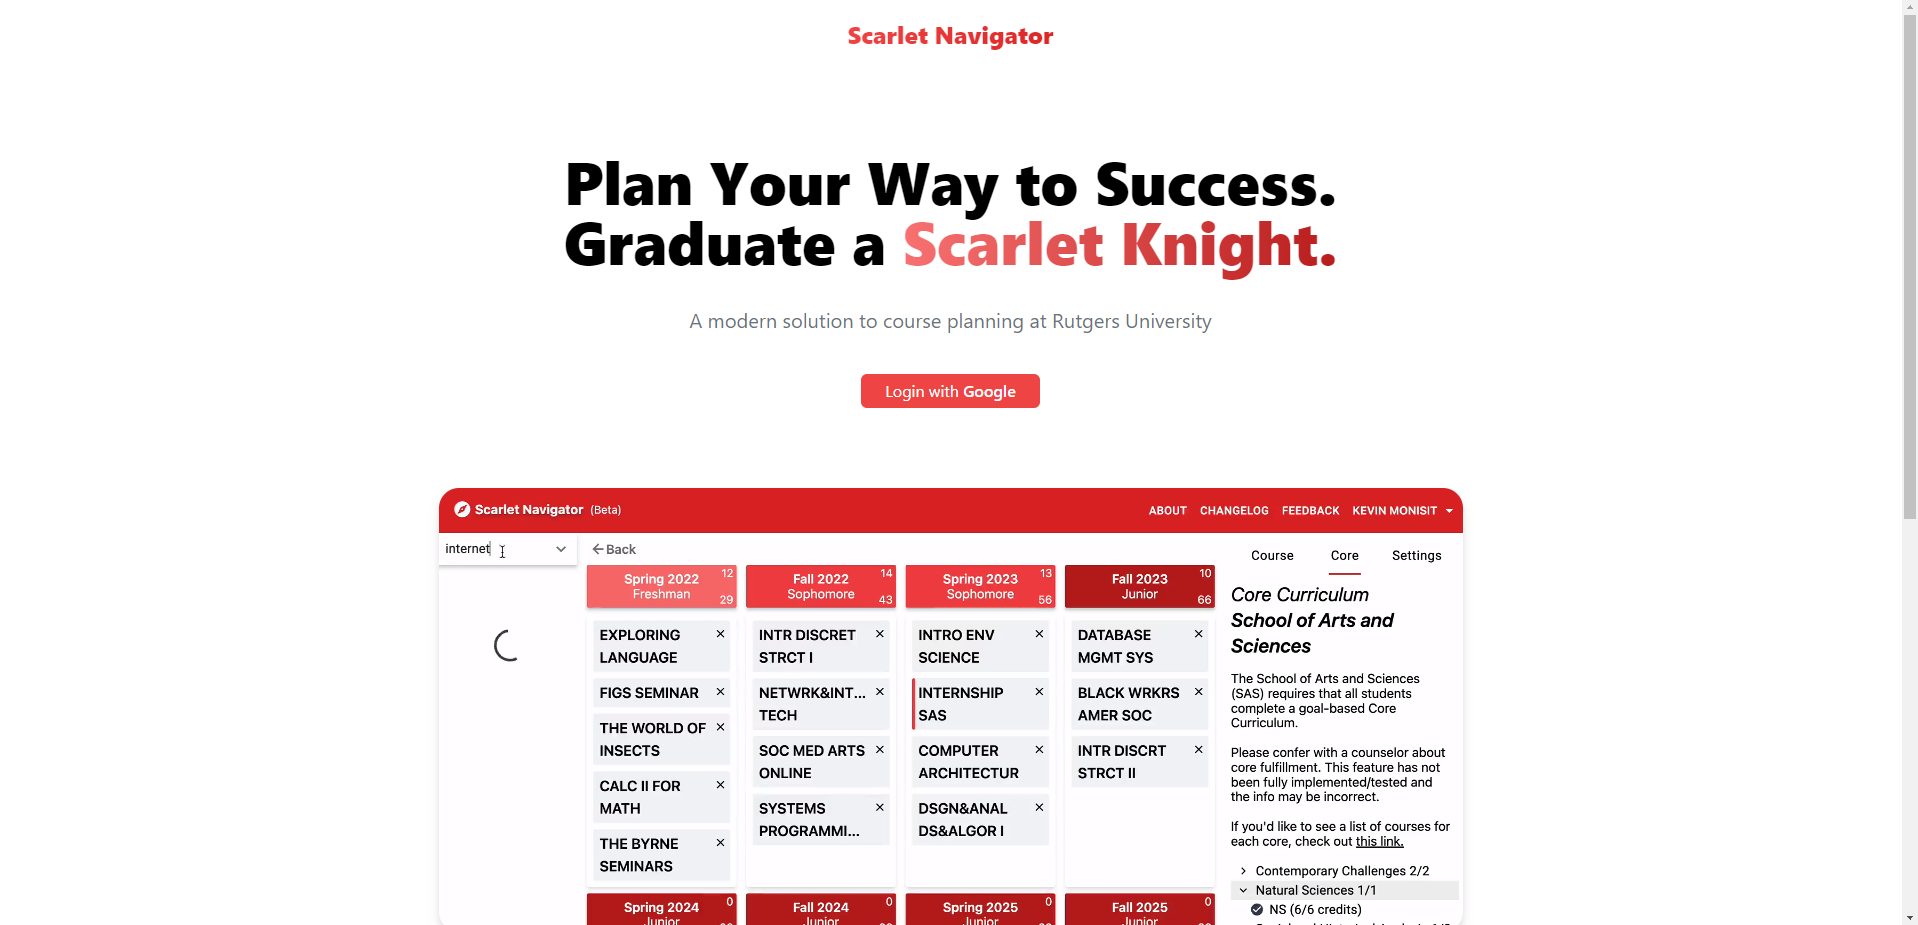 Scarlet Navigator
Plan Your Way to Success.
Graduate a Scarlet Knight.
A modern solution to course planning at Rutgers University
Login with Google
Scarlet Navigator (Beta)
ABOUT CHANGELOG FEEDBACK KEVIN MONISIT
internet
Back
Spring 2022 12
Freshman 29
EXPLORING
LANGUAGE
FIGS SEMINAR
THE WORLD OF
INSECTS
CALC II FOR
MATH
THE BYRNE
SEMINARS
Fall 2022 14
Sophomore 43
INTR DISCRET
STRCT I
NETWRK&INT...
TECH
SOC MED ARTS
ONLINE
SYSTEMS
PROGRAMMI...
Spring 2023 13
Sophomore 56
INTRO ENV
SCIENCE
INTERNSHIP
SAS
COMPUTER
ARCHITECTUR
DSGN&ANAL
DS&ALGOR I
Fall 2023 10
Junior 66
DATABASE
MGMT SYS
BLACK WRKRS
AMER SOC
INTR DISCRT
STRCT II
Spring 2024 0
Junior
Fall 2024 0
Junior
Spring 2025 0
Junior
Fall 2025 0
Junior
Course Core Settings
Core Curriculum
School of Arts and
Sciences
The School of Arts and Sciences
(SAS) requires that all students
complete a goal-based Core
Curriculum.
Please confer with a counselor about
core fulfillment. This feature has not
been fully implemented/tested and
the info may be incorrect.
If you'd like to see a list of courses for
each core, check out this link.
Contemporary Challenges 2/2
Natural Sciences 1/1
NS (6/6 credits)